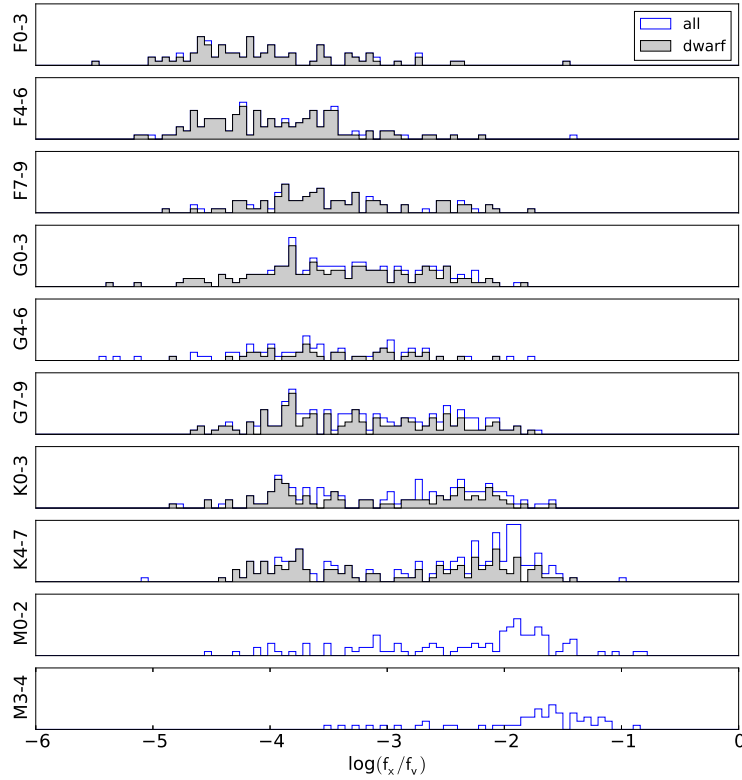 F0-3
all
dwarf
F4-6
F7-9
G0-3
G4-6
G7-9
K0-3
K4-7
M0-2
M3-4
−6 −5 −4 −3 −2 −1 0
log(fₓ/fᵥ)